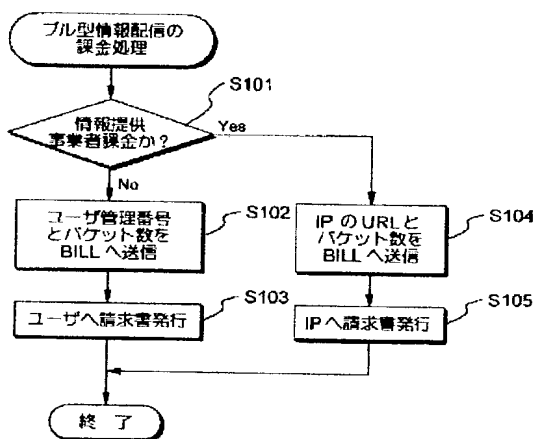 プル型情報配信の
課金処理
S101
情報提供
事業者課金か?
Yes
No
ユーザ管理番号
とパケット数を
BILLへ送信
S102
IPのURLと
パケット数を
BILLへ送信
S104
ユーザへ請求書発行
S103
IPへ請求書発行
S105
終了